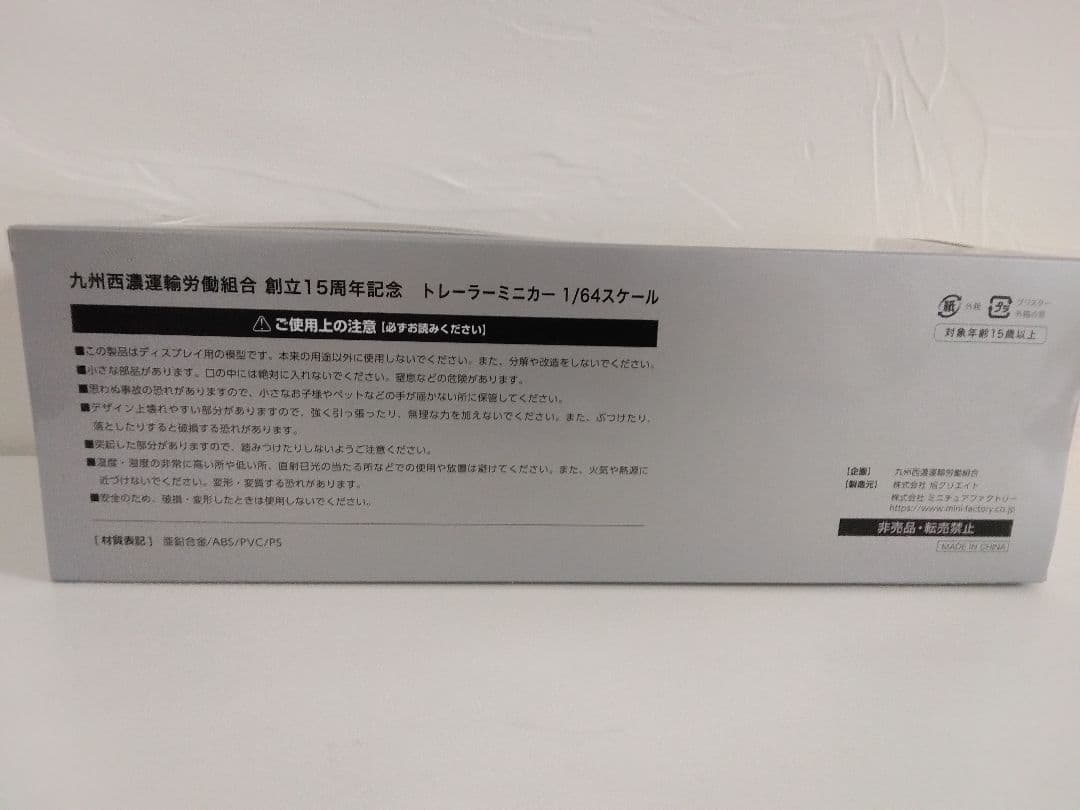 九州西濃運輸労働組合 創立15周年記念　トレーラーミニカー 1/64スケール
⚠ ご使用上の注意【必ずお読みください】
■この製品はディスプレイ用の模型です。本来の用途以外に使用しないでください。また、分解や改造をしないでください。
■小さな部品があります。口の中には絶対に入れないでください。窒息などの危険があります。
■思わぬ事故の恐れがありますので、小さなお子様やペットなどの手が届かない所に保管してください。
■デザイン上壊れやすい部分がありますので、強く引っ張ったり、無理な力を加えないでください。また、ぶつけたり、
落としたりすると破損する恐れがあります。
■突起した部分がありますので、踏みつけたりしないようご注意ください。
■温度・湿度の非常に高い所や低い所、直射日光の当たる所などでの使用や放置は避けてください。また、火気や熱源に
近づけないでください。変形・変質する恐れがあります。
■安全のため、破損・変形したときは使用しないでください。
[材質表記] 亜鉛合金/ABS/PVC/PS
紙 外箱 プラ ブリスター
対象年齢15歳以上
【企画】 九州西濃運輸労働組合
【製造元】 株式会社 旭クリエイト
株式会社 ミニチュアファクトリー
https://www.mini-factory.co.jp
非売品・転売禁止
MADE IN CHINA